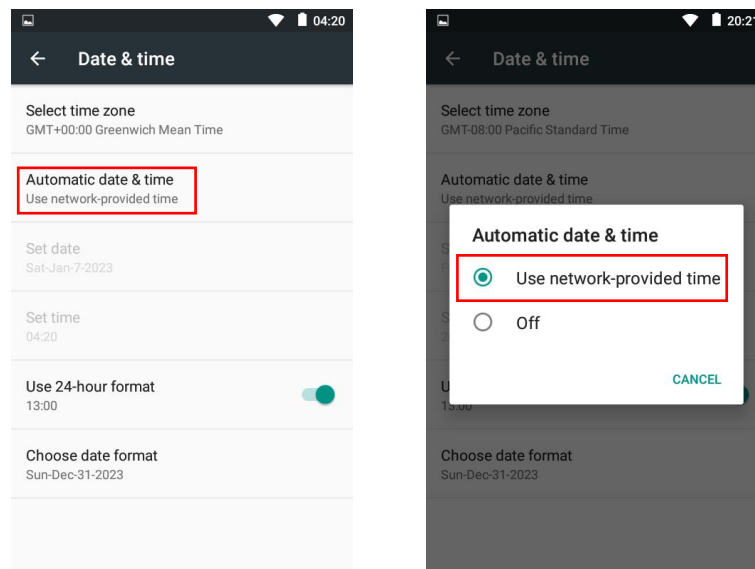 04:20
Date & time
Select time zone
GMT+00:00 Greenwich Mean Time
Automatic date & time
Use network-provided time
Set date
Sat-Jan-7-2023
Set time
04:20
Use 24-hour format
13:00
Choose date format
Sun-Dec-31-2023
20:21
Date & time
Select time zone
GMT-08:00 Pacific Standard Time
Automatic date & time
Use network-provided time
Automatic date & time
Use network-provided time
Off
CANCEL
13:00
Choose date format
Sun-Dec-31-2023